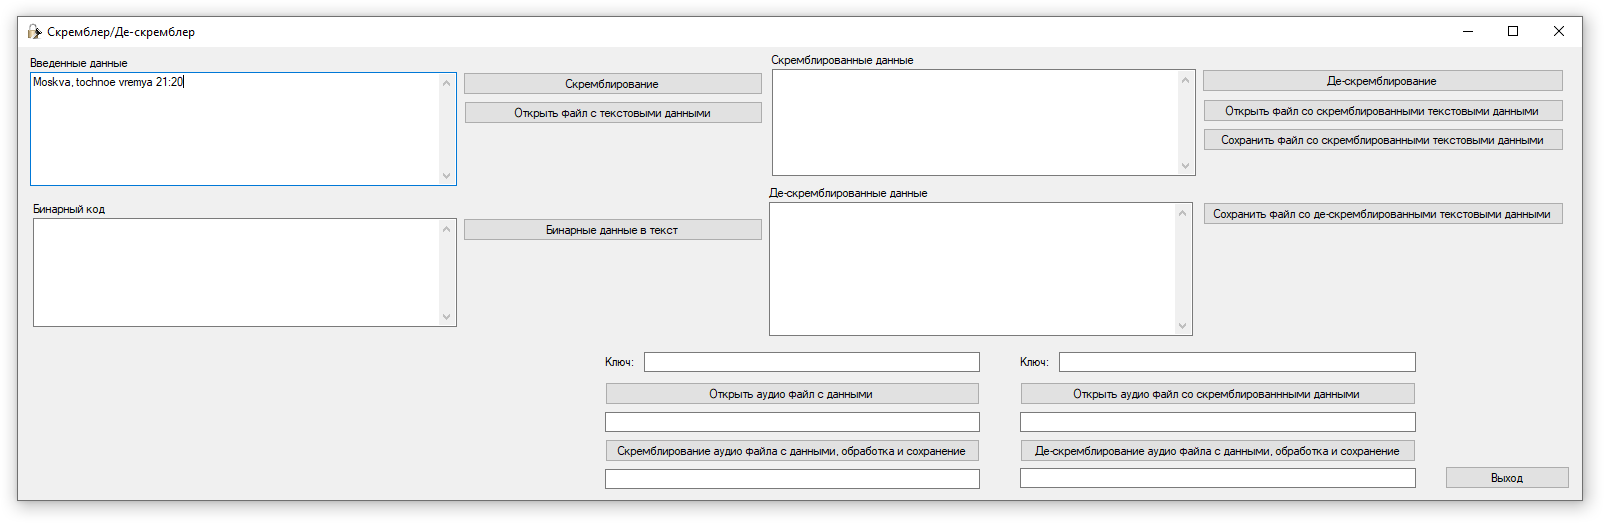 Скремблер/Де-скремблер
Введенные данные
Moskva, tochnoe vremya 21:20
Скремблирование
Открыть файл с текстовыми данными
Скремблированные данные
Де-скремблирование
Открыть файл со скремблированными текстовыми данными
Сохранить файл со скремблированными текстовыми данными
Бинарный код
Бинарные данные в текст
Де-скремблированные данные
Сохранить файл со де-скремблированными текстовыми данными
Ключ:
Открыть аудио файл с данными
Скремблирование аудио файла с данными, обработка и сохранение
Ключ:
Открыть аудио файл со скремблированнными данными
Де-скремблирование аудио файла с данными, обработка и сохранение
Выход